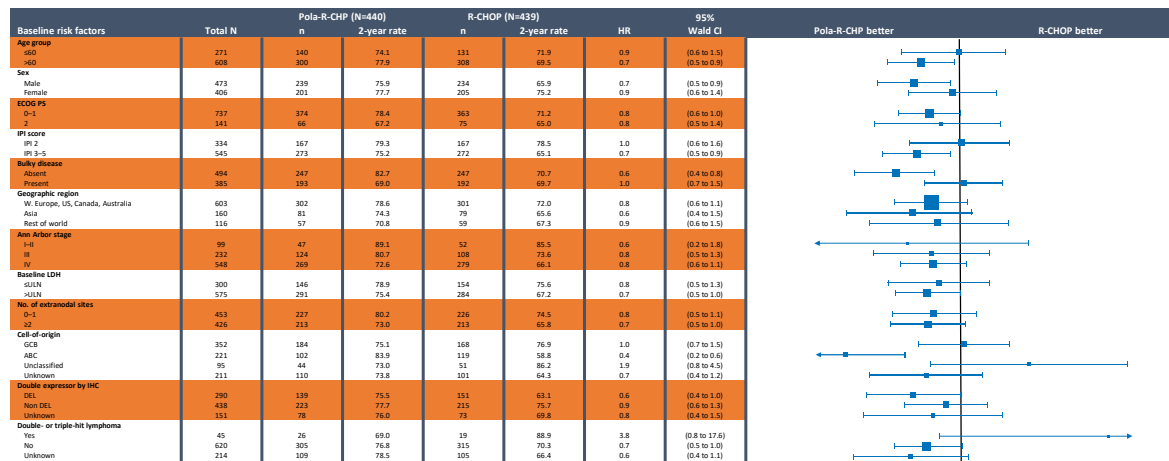 Pola-R-CHP (N=440) R-CHOP (N=439) 95%
Baseline risk factors Total N n 2-year rate n 2-year rate HR Wald CI Pola-R-CHP better R-CHOP better
Age group
≤60 271 140 74.1 131 71.9 0.9 (0.6 to 1.5)
>60 608 300 77.9 308 69.5 0.7 (0.5 to 0.9)
Sex
Male 473 239 75.9 234 65.9 0.7 (0.5 to 0.9)
Female 406 201 77.7 205 75.2 0.9 (0.6 to 1.4)
ECOG PS
0–1 737 374 78.4 363 71.2 0.8 (0.6 to 1.0)
2 141 66 67.2 75 65.0 0.8 (0.5 to 1.4)
IPI score
IPI 2 334 167 79.3 167 78.5 1.0 (0.6 to 1.6)
IPI 3–5 545 273 75.2 272 65.1 0.7 (0.5 to 0.9)
Bulky disease
Absent 494 247 82.7 247 70.7 0.6 (0.4 to 0.8)
Present 385 193 69.0 192 69.7 1.0 (0.7 to 1.5)
Geographic region
W. Europe, US, Canada, Australia 603 302 78.6 301 72.0 0.8 (0.6 to 1.1)
Asia 160 81 74.3 79 65.6 0.6 (0.4 to 1.5)
Rest of world 116 57 70.8 59 67.3 0.9 (0.6 to 1.5)
Ann Arbor stage
I–II 99 47 89.1 52 85.5 0.6 (0.2 to 1.8)
III 232 124 80.7 108 73.6 0.8 (0.5 to 1.3)
IV 548 269 72.6 279 66.1 0.8 (0.6 to 1.1)
Baseline LDH
≤ULN 300 146 78.9 154 75.6 0.8 (0.5 to 1.3)
>ULN 575 291 75.4 284 67.2 0.7 (0.5 to 1.0)
No. of extranodal sites
0–1 453 227 80.2 226 74.5 0.8 (0.5 to 1.1)
≥2 426 213 73.0 213 65.8 0.7 (0.5 to 1.0)
Cell-of-origin
GCB 352 184 75.1 168 76.9 1.0 (0.7 to 1.5)
ABC 221 102 83.9 119 58.8 0.4 (0.2 to 0.6)
Unclassified 95 44 73.0 51 86.2 1.9 (0.8 to 4.5)
Unknown 211 110 73.8 101 64.3 0.7 (0.4 to 1.2)
Double expressor by IHC
DEL 290 139 75.5 151 63.1 0.6 (0.4 to 1.0)
Non DEL 438 223 77.7 215 75.7 0.9 (0.6 to 1.3)
Unknown 151 78 76.0 73 69.8 0.8 (0.4 to 1.5)
Double- or triple-hit lymphoma
Yes 45 26 69.0 19 88.9 3.8 (0.8 to 17.6)
No 620 305 76.8 315 70.3 0.7 (0.5 to 1.0)
Unknown 214 109 78.5 105 66.4 0.6 (0.4 to 1.1)